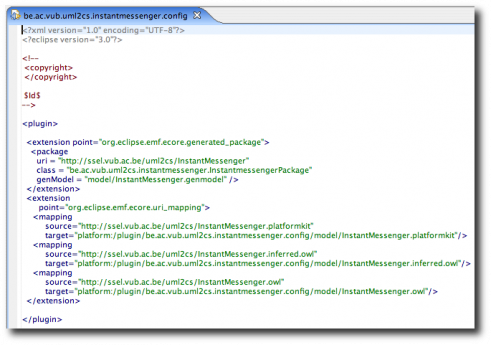 be.ac.vub.uml2cs.instantmessenger.config
<?xml version="1.0" encoding="UTF-8"?>
<?eclipse version="3.0"?>
<!--
<copyright>
</copyright>
$Id$
-->
<plugin>
<extension point="org.eclipse.emf.ecore.generated_package">
<package
uri = "http://ssel.vub.ac.be/uml2cs/InstantMessenger"
class = "be.ac.vub.uml2cs.instantmessenger.InstantmessengerPackage"
genModel = "model/InstantMessenger.genmodel" />
</extension>
<extension
point="org.eclipse.emf.ecore.uri_mapping">
<mapping
source="http://ssel.vub.ac.be/uml2cs/InstantMessenger.platformkit"
target="platform:/plugin/be.ac.vub.uml2cs.instantmessenger.config/model/InstantMessenger.platformkit"/>
<mapping
source="http://ssel.vub.ac.be/uml2cs/InstantMessenger.inferred.owl"
target="platform:/plugin/be.ac.vub.uml2cs.instantmessenger.config/model/InstantMessenger.inferred.owl"/>
<mapping
source="http://ssel.vub.ac.be/uml2cs/InstantMessenger.owl"
target="platform:/plugin/be.ac.vub.uml2cs.instantmessenger.config/model/InstantMessenger.owl"/>
</extension>
</plugin>